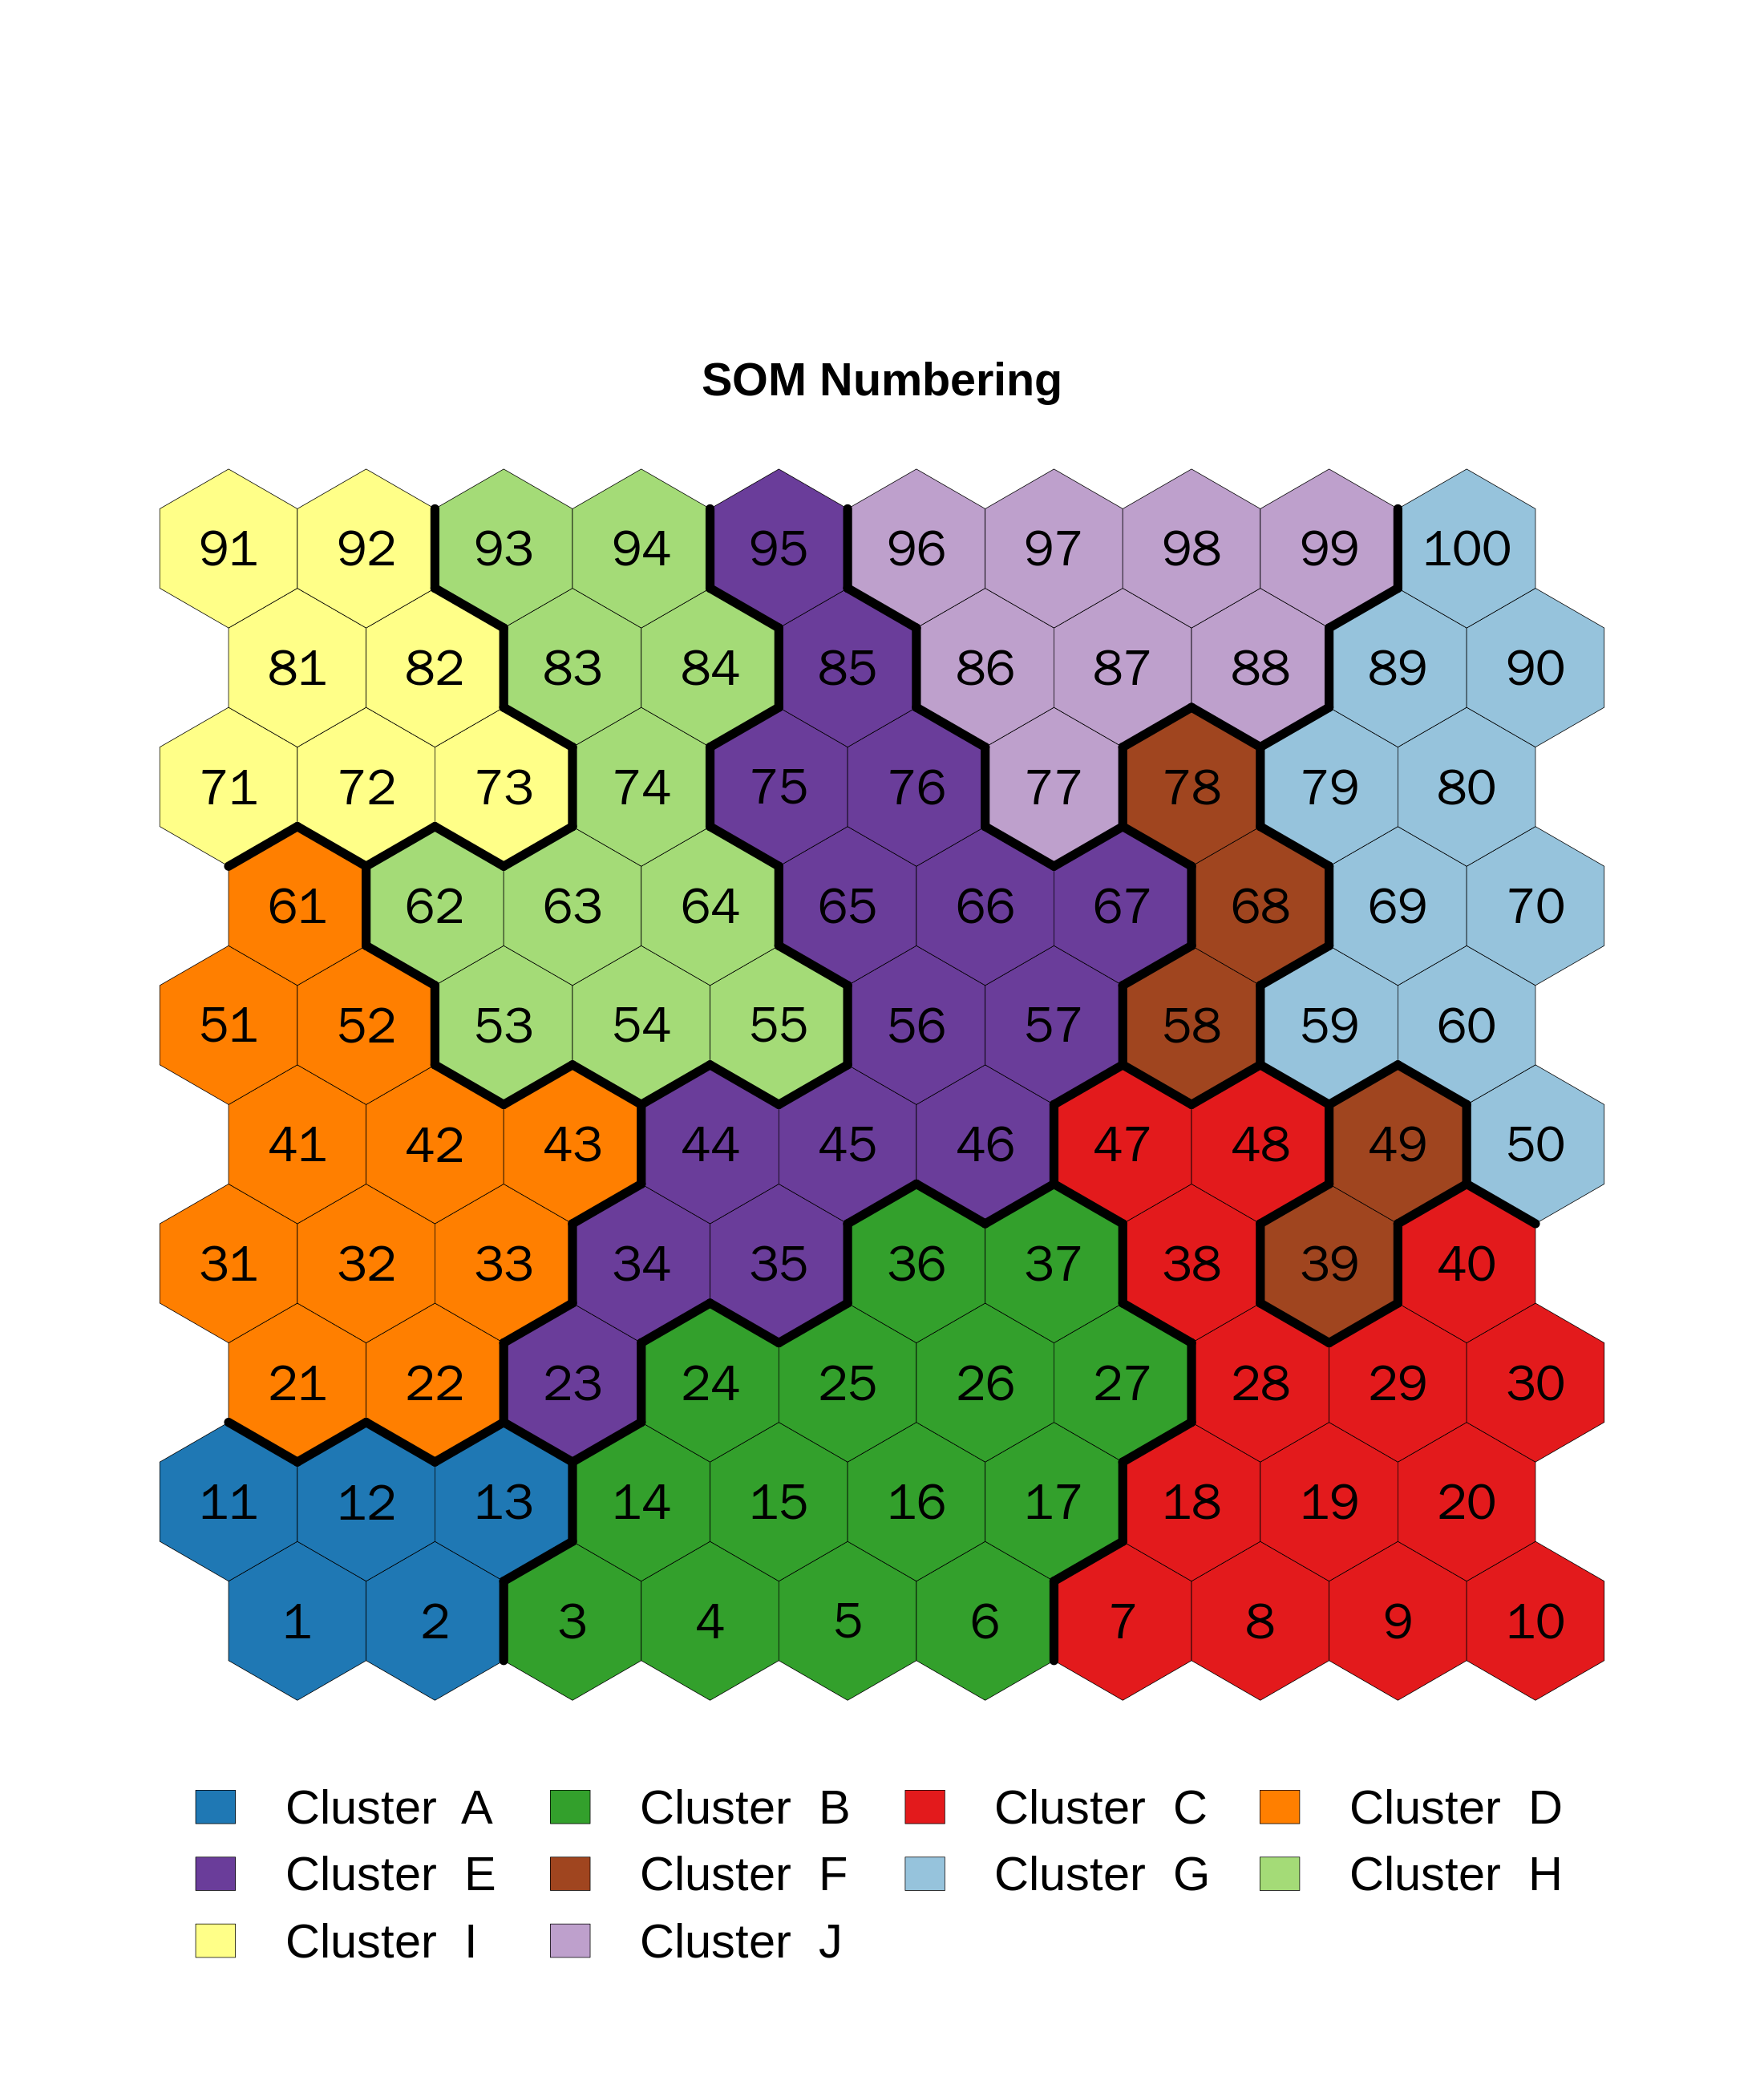 SOM Numbering
91 92 93 94 95 96 97 98 99 100
81 82 83 84 85 86 87 88 89 90
71 72 73 74 75 76 77 78 79 80
61 62 63 64 65 66 67 68 69 70
51 52 53 54 55 56 57 58 59 60
41 42 43 44 45 46 47 48 49 50
31 32 33 34 35 36 37 38 39 40
21 22 23 24 25 26 27 28 29 30
11 12 13 14 15 16 17 18 19 20
1 2 3 4 5 6 7 8 9 10
Cluster A Cluster B Cluster C Cluster D
Cluster E Cluster F Cluster G Cluster H
Cluster I Cluster J